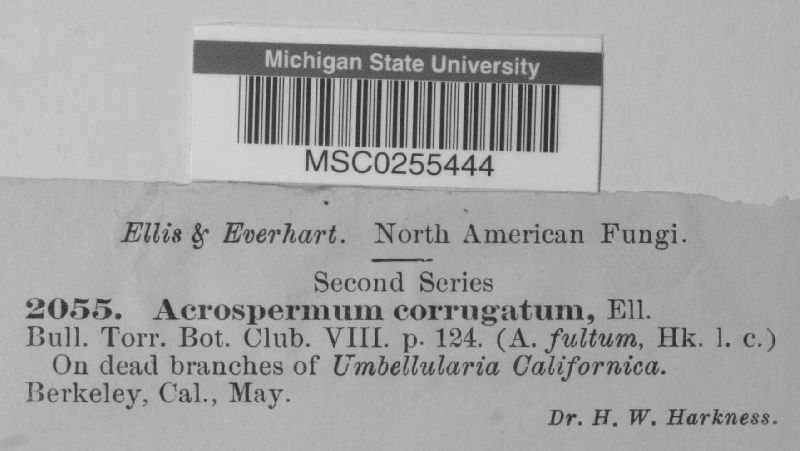 Michigan State University
MSC0255444
Ellis & Everhart. North American Fungi.
Second Series
2055. Acrospermum corrugatum, Ell.
Bull. Torr. Bot. Club. VIII. p. 124. (A. fultum, Hk. l. c.)
On dead branches of Umbellularia Californica.
Berkeley, Cal., May.
Dr. H. W. Harkness.